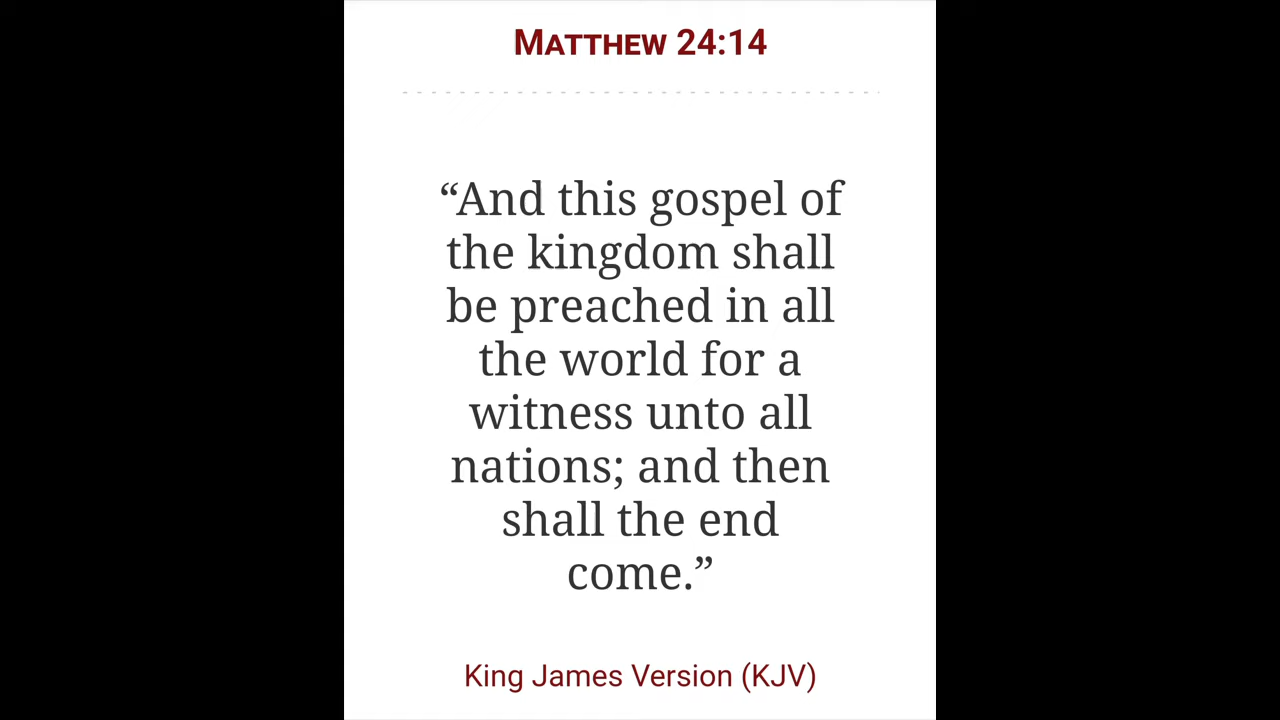 MATTHEW 24:14
“And this gospel of
the kingdom shall
be preached in all
the world for a
witness unto all
nations; and then
shall the end
come.”
King James Version (KJV)